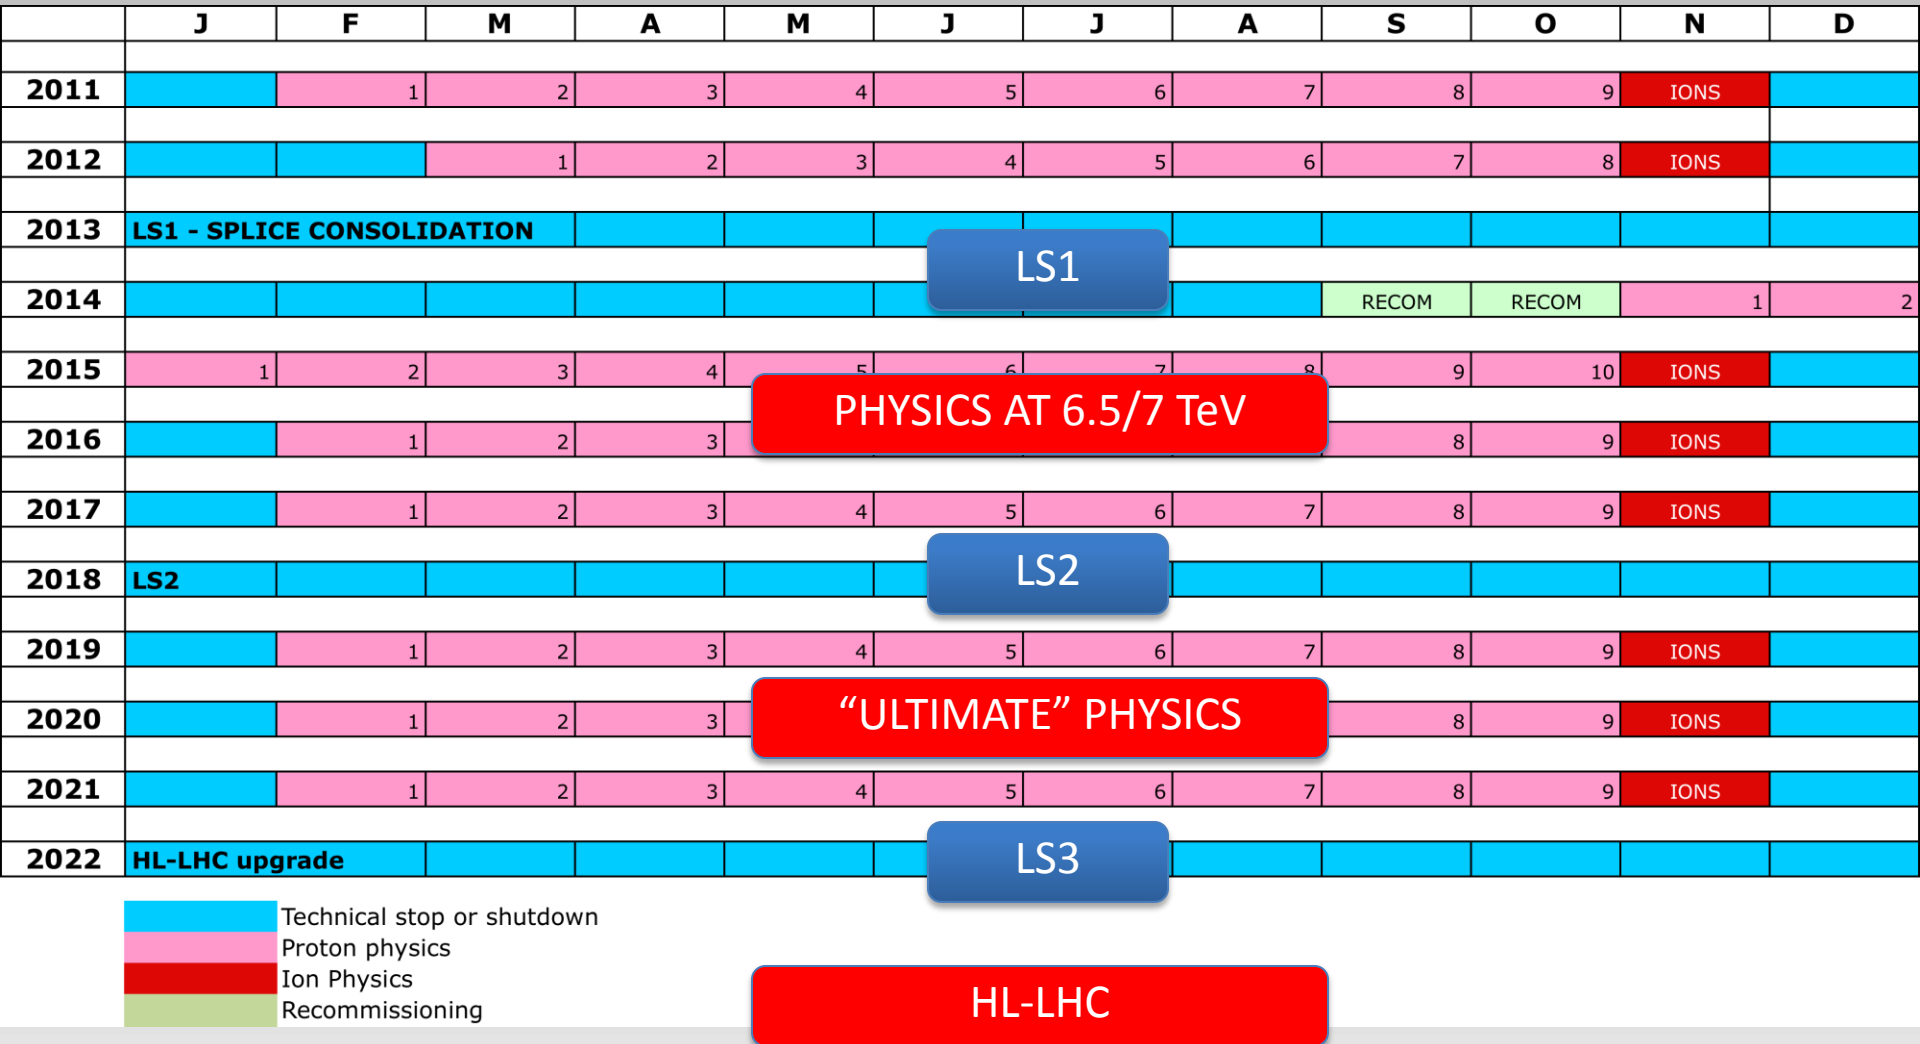 J F M A M J J A S O N D
2011 1 2 3 4 5 6 7 8 9 IONS
2012 1 2 3 4 5 6 7 8 IONS
2013 LS1 - SPLICE CONSOLIDATION
LS1
2014 RECOM RECOM 1 2
2015 1 2 3 4 5 6 7 8 9 10 IONS
PHYSICS AT 6.5/7 TeV
2016 1 2 3 8 9 IONS
2017 1 2 3 4 5 6 7 8 9 IONS
2018 LS2
LS2
2019 1 2 3 4 5 6 7 8 9 IONS
2020 1 2 3 8 9 IONS
“ULTIMATE” PHYSICS
2021 1 2 3 4 5 6 7 8 9 IONS
2022 HL-LHC upgrade
LS3
Technical stop or shutdown
Proton physics
Ion Physics
Recommissioning
HL-LHC